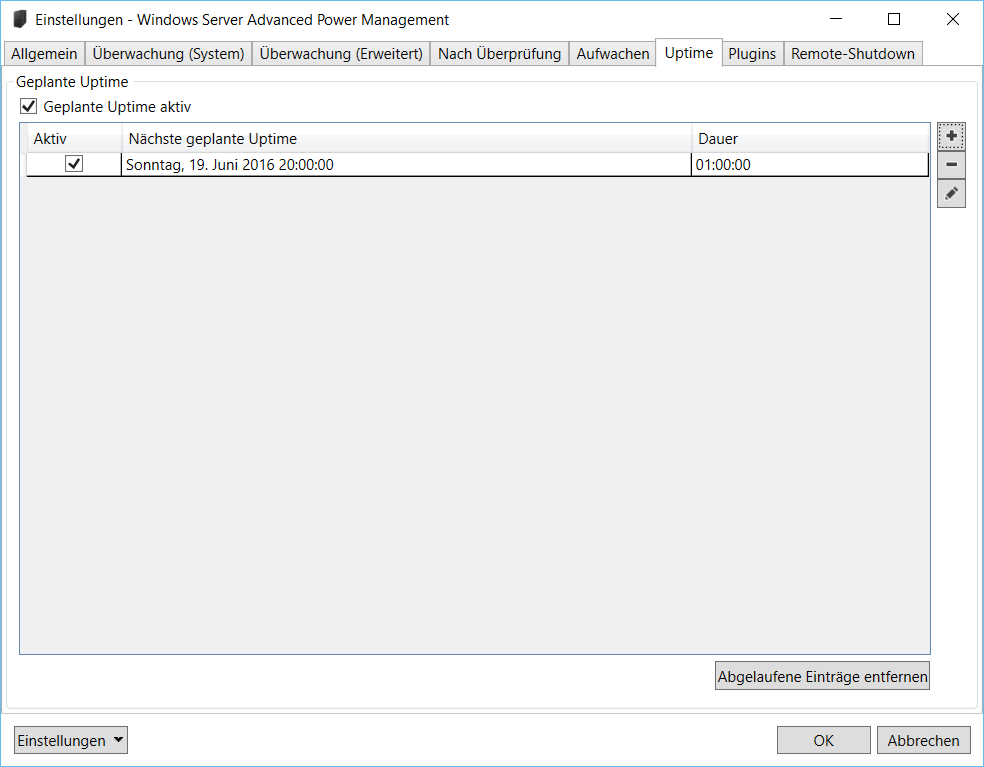 Einstellungen - Windows Server Advanced Power Management
Allgemein Überwachung (System) Überwachung (Erweitert) Nach Überprüfung Aufwachen Uptime Plugins Remote-Shutdown
Geplante Uptime
Geplante Uptime aktiv
Aktiv Nächste geplante Uptime Dauer
Sonntag, 19. Juni 2016 20:00:00 01:00:00
Abgelaufene Einträge entfernen
Einstellungen OK Abbrechen